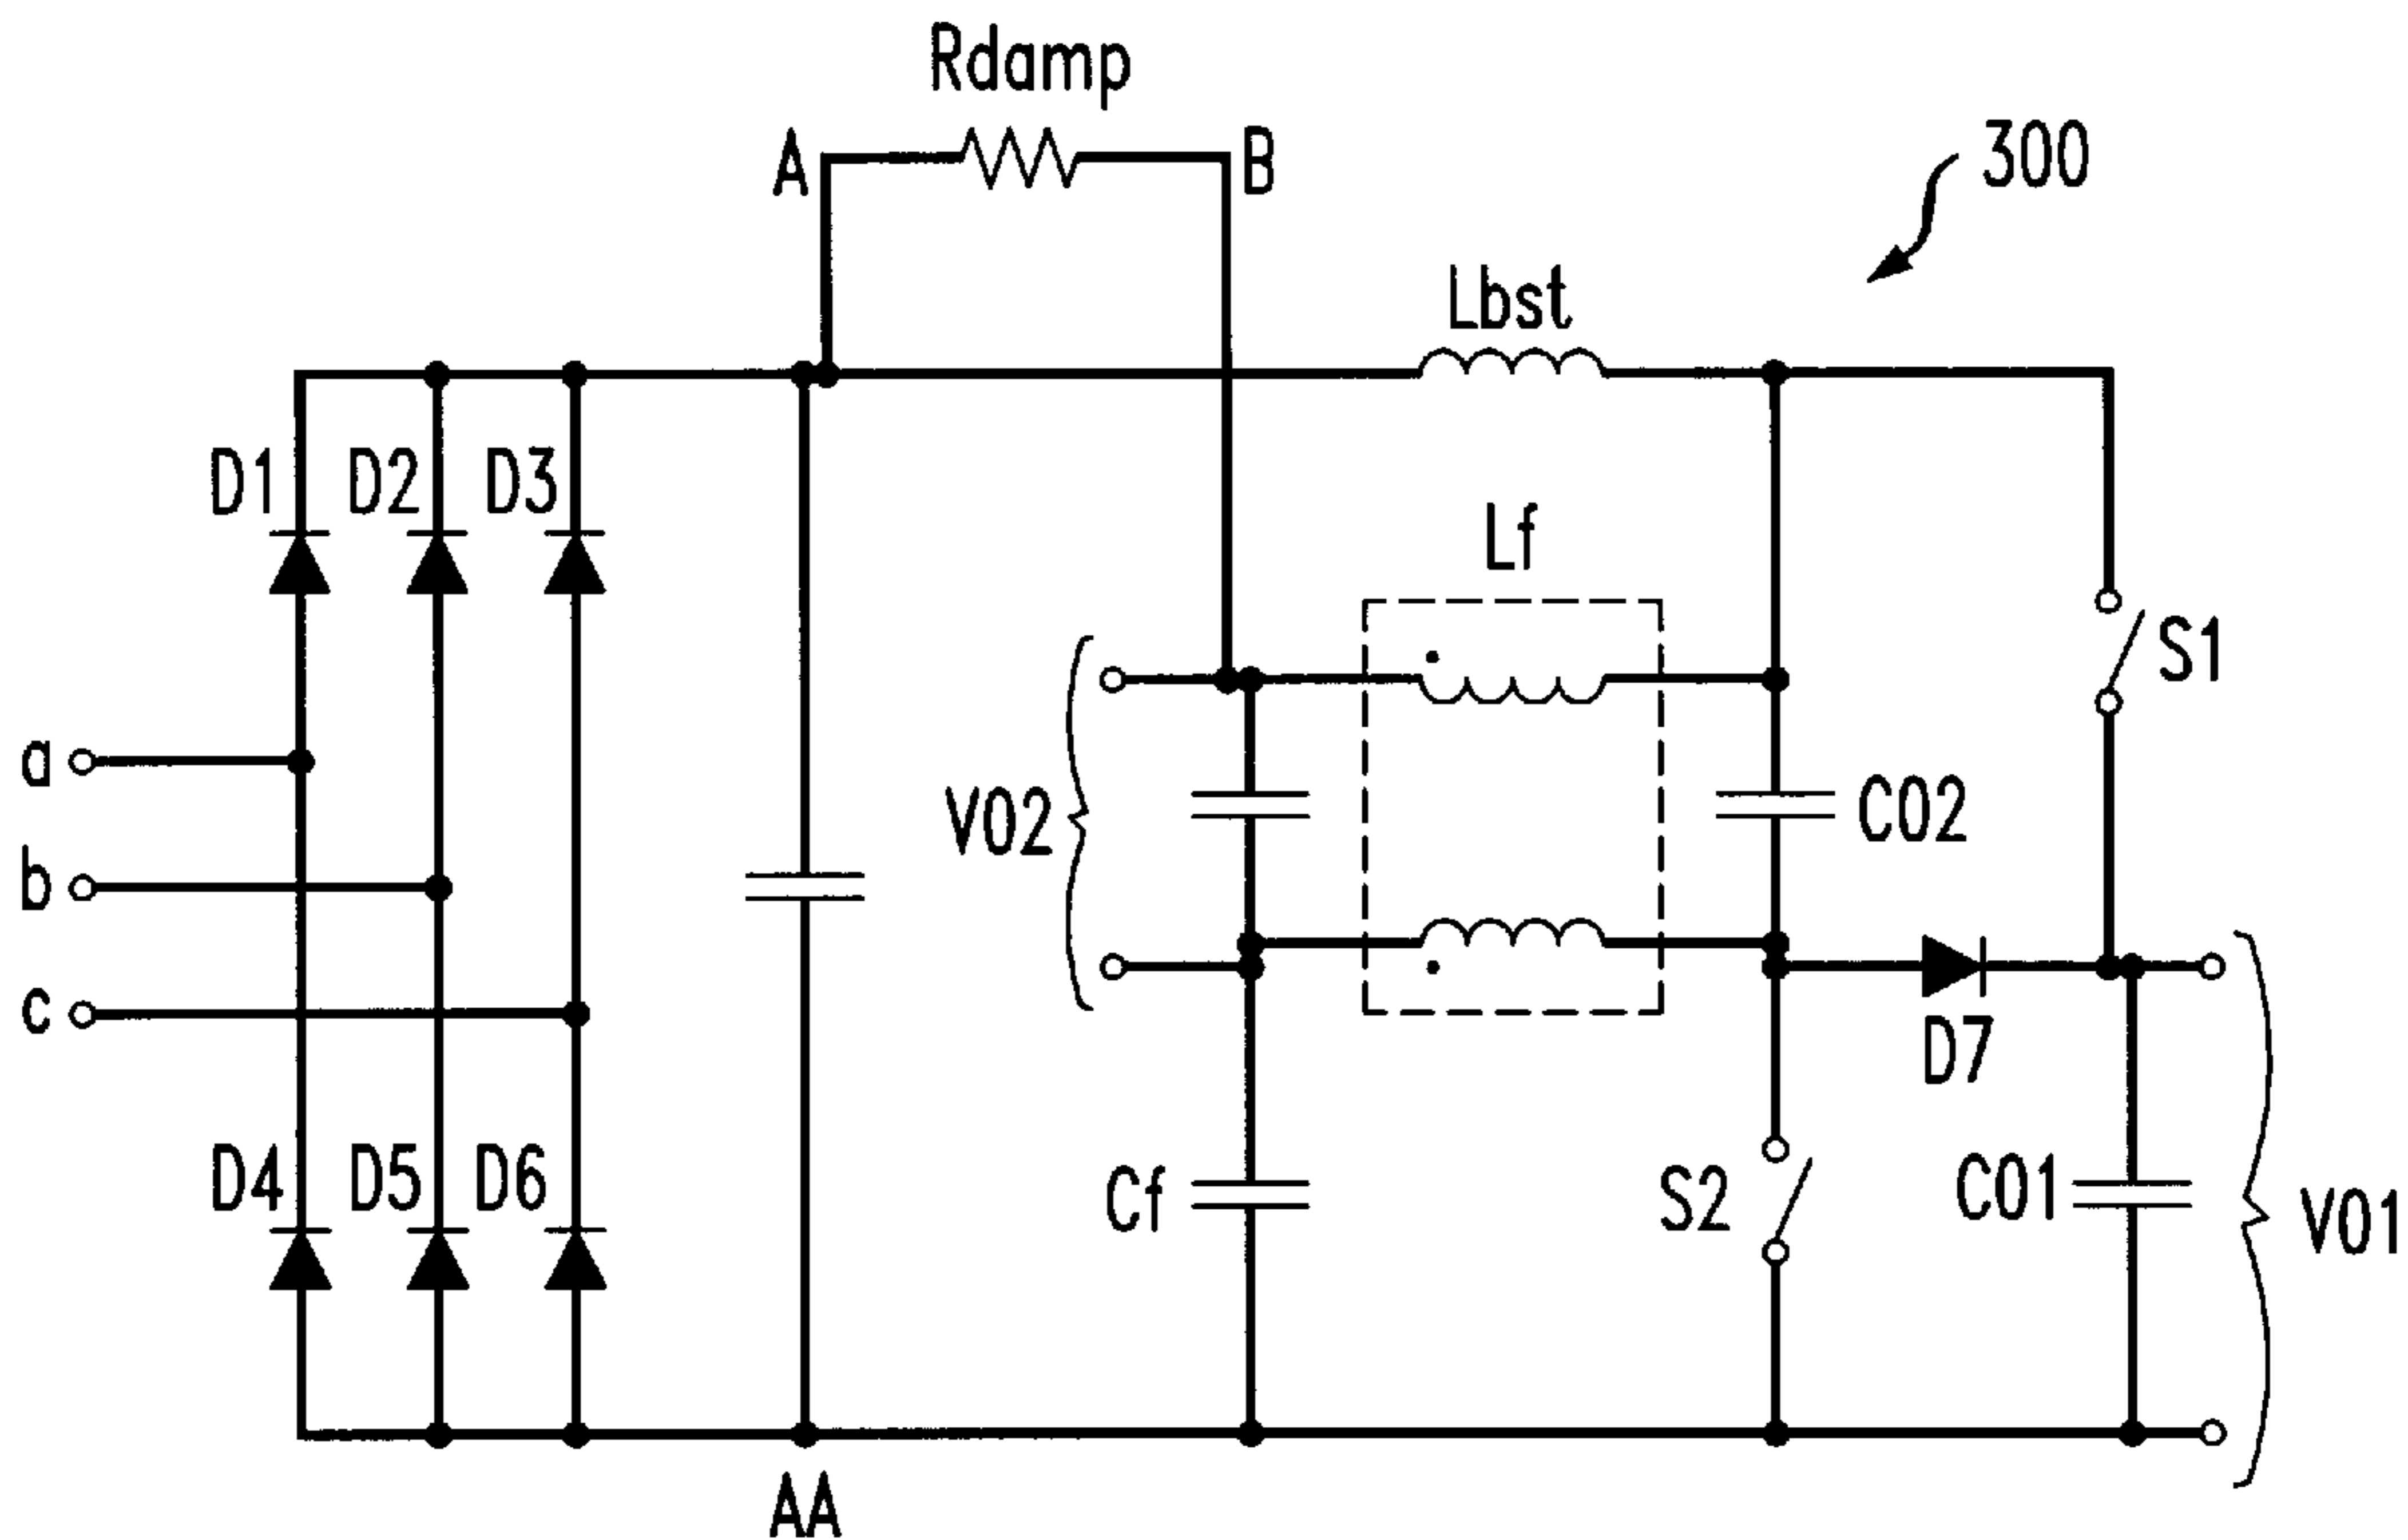 Rdamp
A
B
300
Lbst
D1
D2
D3
Lf
S1
a
V02
C02
b
c
D7
D4
D5
D6
Cf
S2
C01
V01
AA